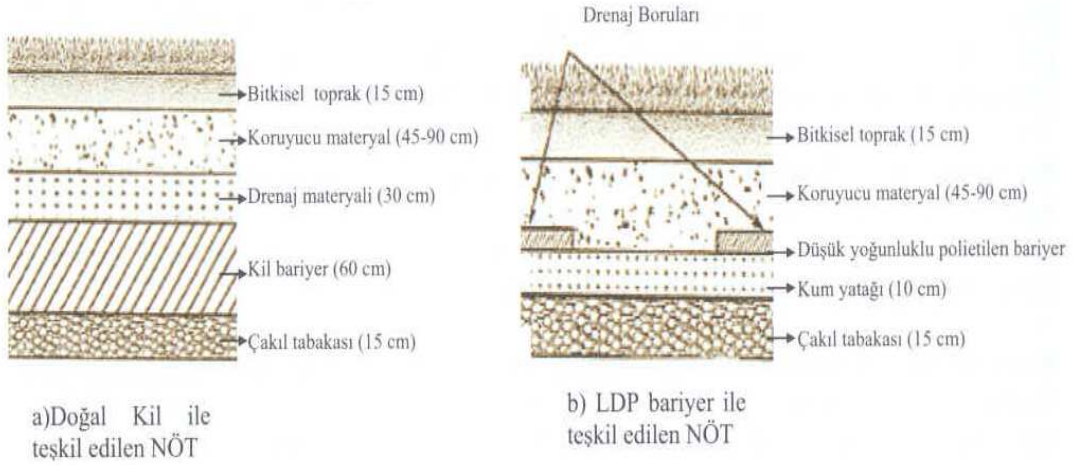 Drenaj Boruları
Bitkisel toprak (15 cm)
Koruyucu materyal (45-90 cm)
Drenaj materyali (30 cm)
Kil bariyer (60 cm)
Çakıl tabakası (15 cm)
a)Doğal Kil ile
teşkil edilen NÖT
Bitkisel toprak (15 cm)
Koruyucu materyal (45-90 cm)
Düşük yoğunluklu polietilen bariyer
Kum yatağı (10 cm)
Çakıl tabakası (15 cm)
b) LDP bariyer ile
teşkil edilen NÖT